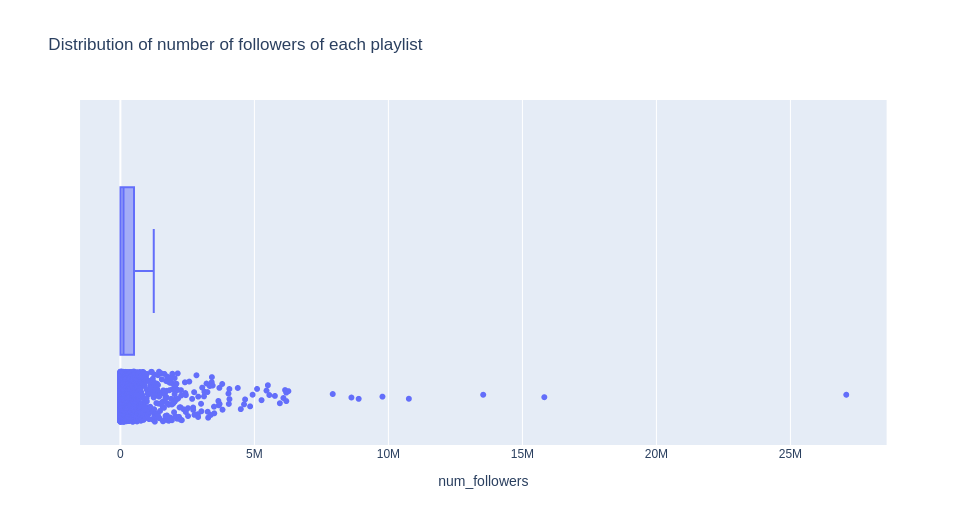 Distribution of number of followers of each playlist
0 5M 10M 15M 20M 25M
num_followers